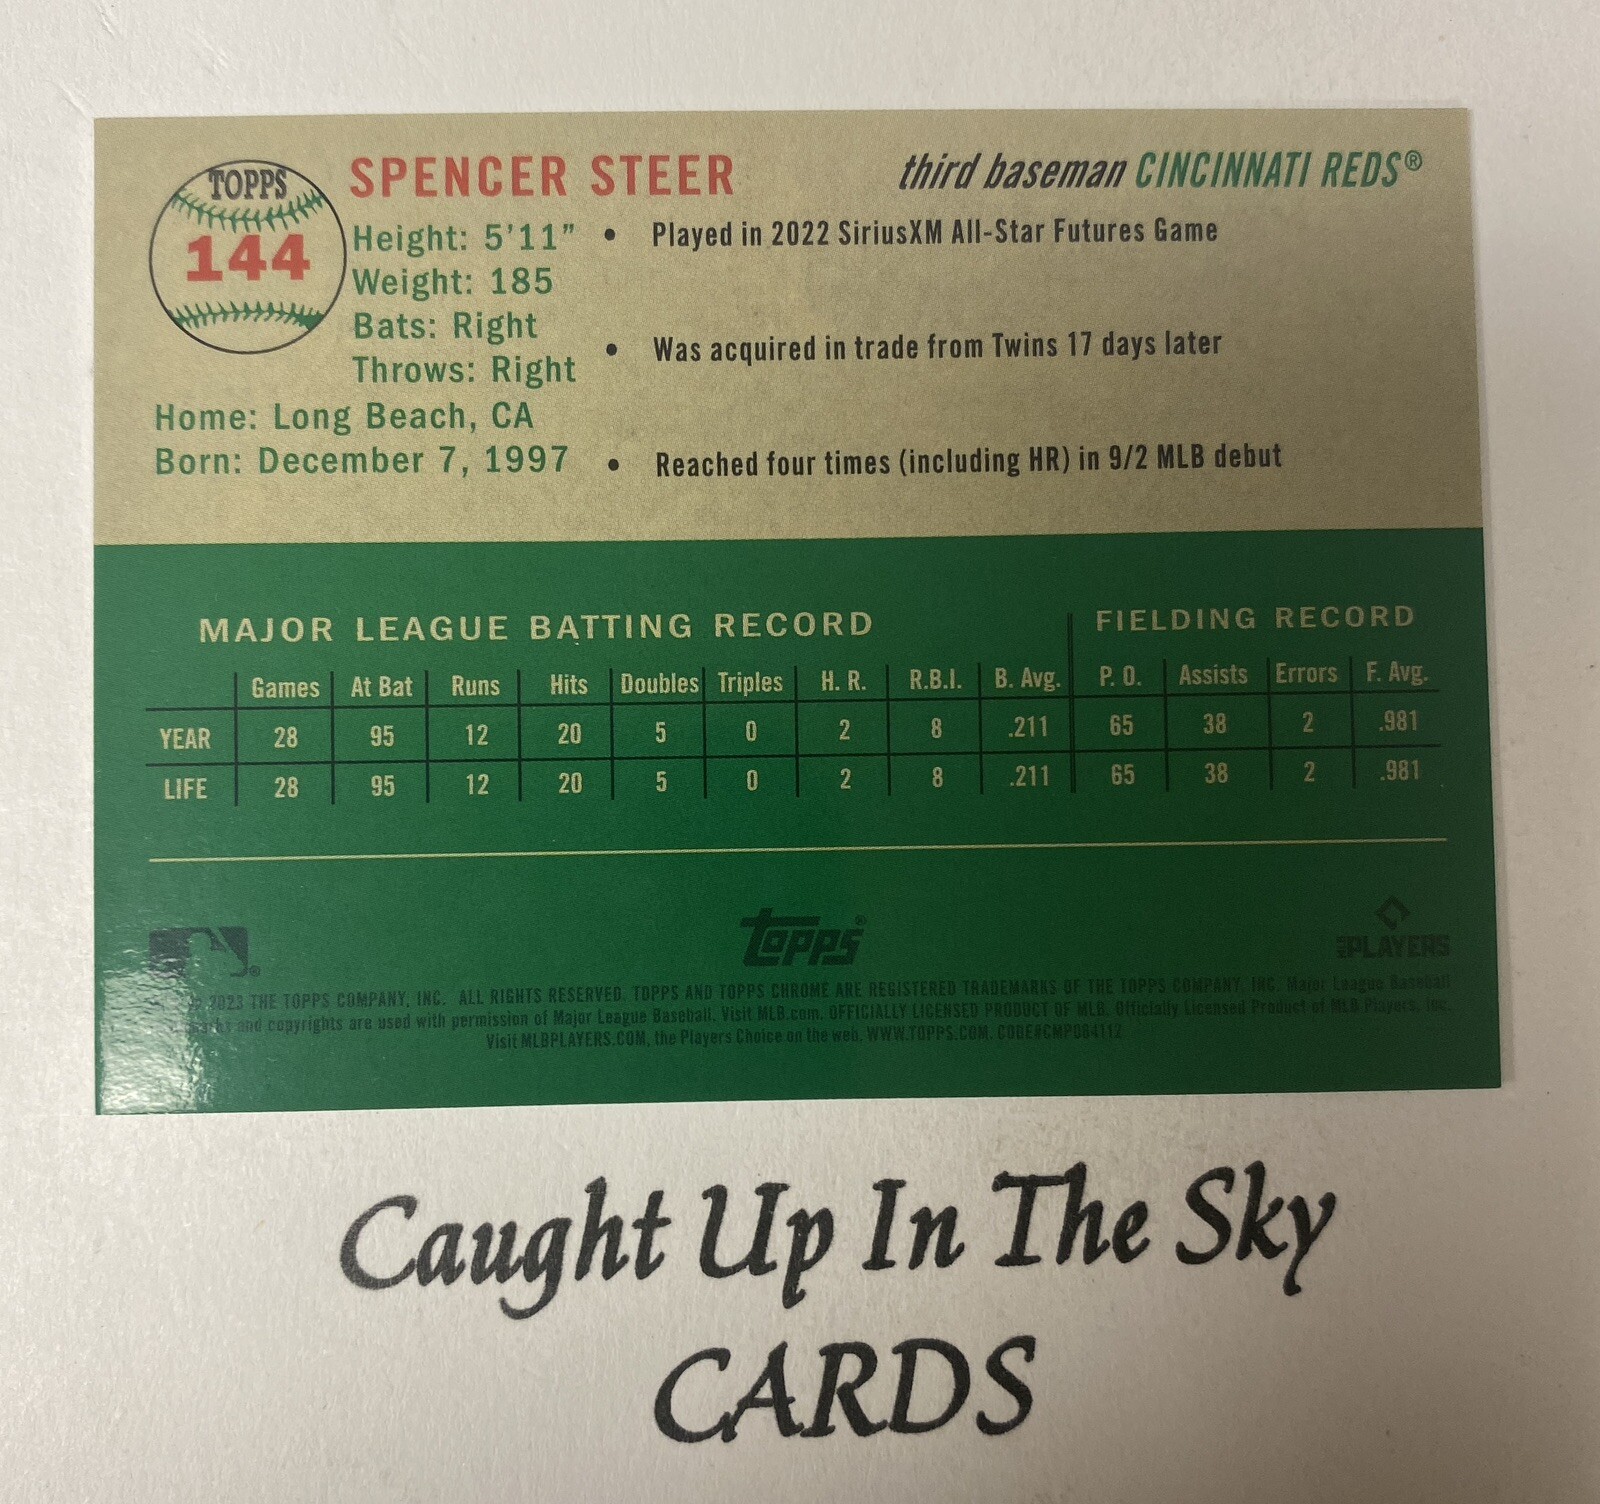 TOPPS
144
SPENCER STEER
third baseman CINCINNATI REDS®
Height: 5'11"
Weight: 185
Bats: Right
Throws: Right
Home: Long Beach, CA
Born: December 7, 1997
• Played in 2022 SiriusXM All-Star Futures Game
• Was acquired in trade from Twins 17 days later
• Reached four times (including HR) in 9/2 MLB debut
MAJOR LEAGUE BATTING RECORD FIELDING RECORD
Games At Bat Runs Hits Doubles Triples H. R. R.B.I. B. Avg. P. O. Assists Errors F. Avg.
YEAR 28 95 12 20 5 0 2 8 .211 65 38 2 .981
LIFE 28 95 12 20 5 0 2 8 .211 65 38 2 .981
topps®
PLAYERS
2023 THE TOPPS COMPANY, INC. ALL RIGHTS RESERVED. TOPPS AND TOPPS CHROME ARE REGISTERED TRADEMARKS OF THE TOPPS COMPANY, INC. Major League Baseball
and copyrights are used with permission of Major League Baseball. Visit MLB.com. OFFICIALLY LICENSED PRODUCT OF MLB. Officially Licensed Product of MLB Players, Inc.
Visit MLBPLAYERS.COM, the Players Choice on the web. WWW.TOPPS.COM. CODE#CMP084112
Caught Up In The Sky
CARDS